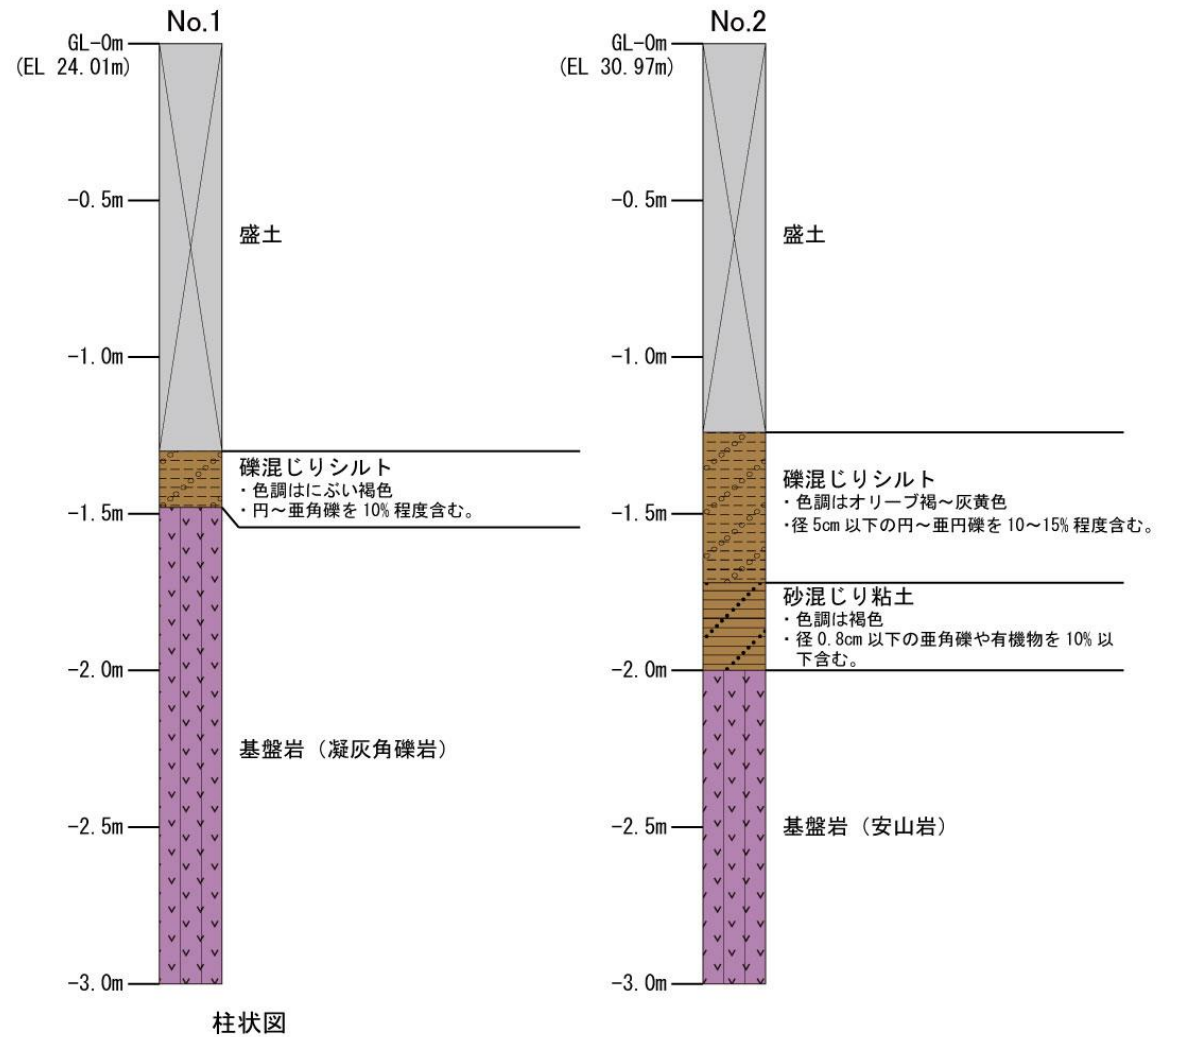 No.1
GL-0m
(EL 24.01m)
-0.5m
盛土
-1.0m
礫混じりシルト
・色調はにぶい褐色
・円～亜角礫を10%程度含む。
-1.5m
-2.0m
基盤岩（凝灰角礫岩）
-2.5m
-3.0m
柱状図
No.2
GL-0m
(EL 30.97m)
-0.5m
盛土
-1.0m
礫混じりシルト
・色調はオリーブ褐～灰黄色
-1.5m
・径5cm以下の円～亜円礫を10～15%程度含む。
砂混じり粘土
・色調は褐色
・径0.8cm以下の亜角礫や有機物を10%以
下含む。
-2.0m
-2.5m
基盤岩（安山岩）
-3.0m